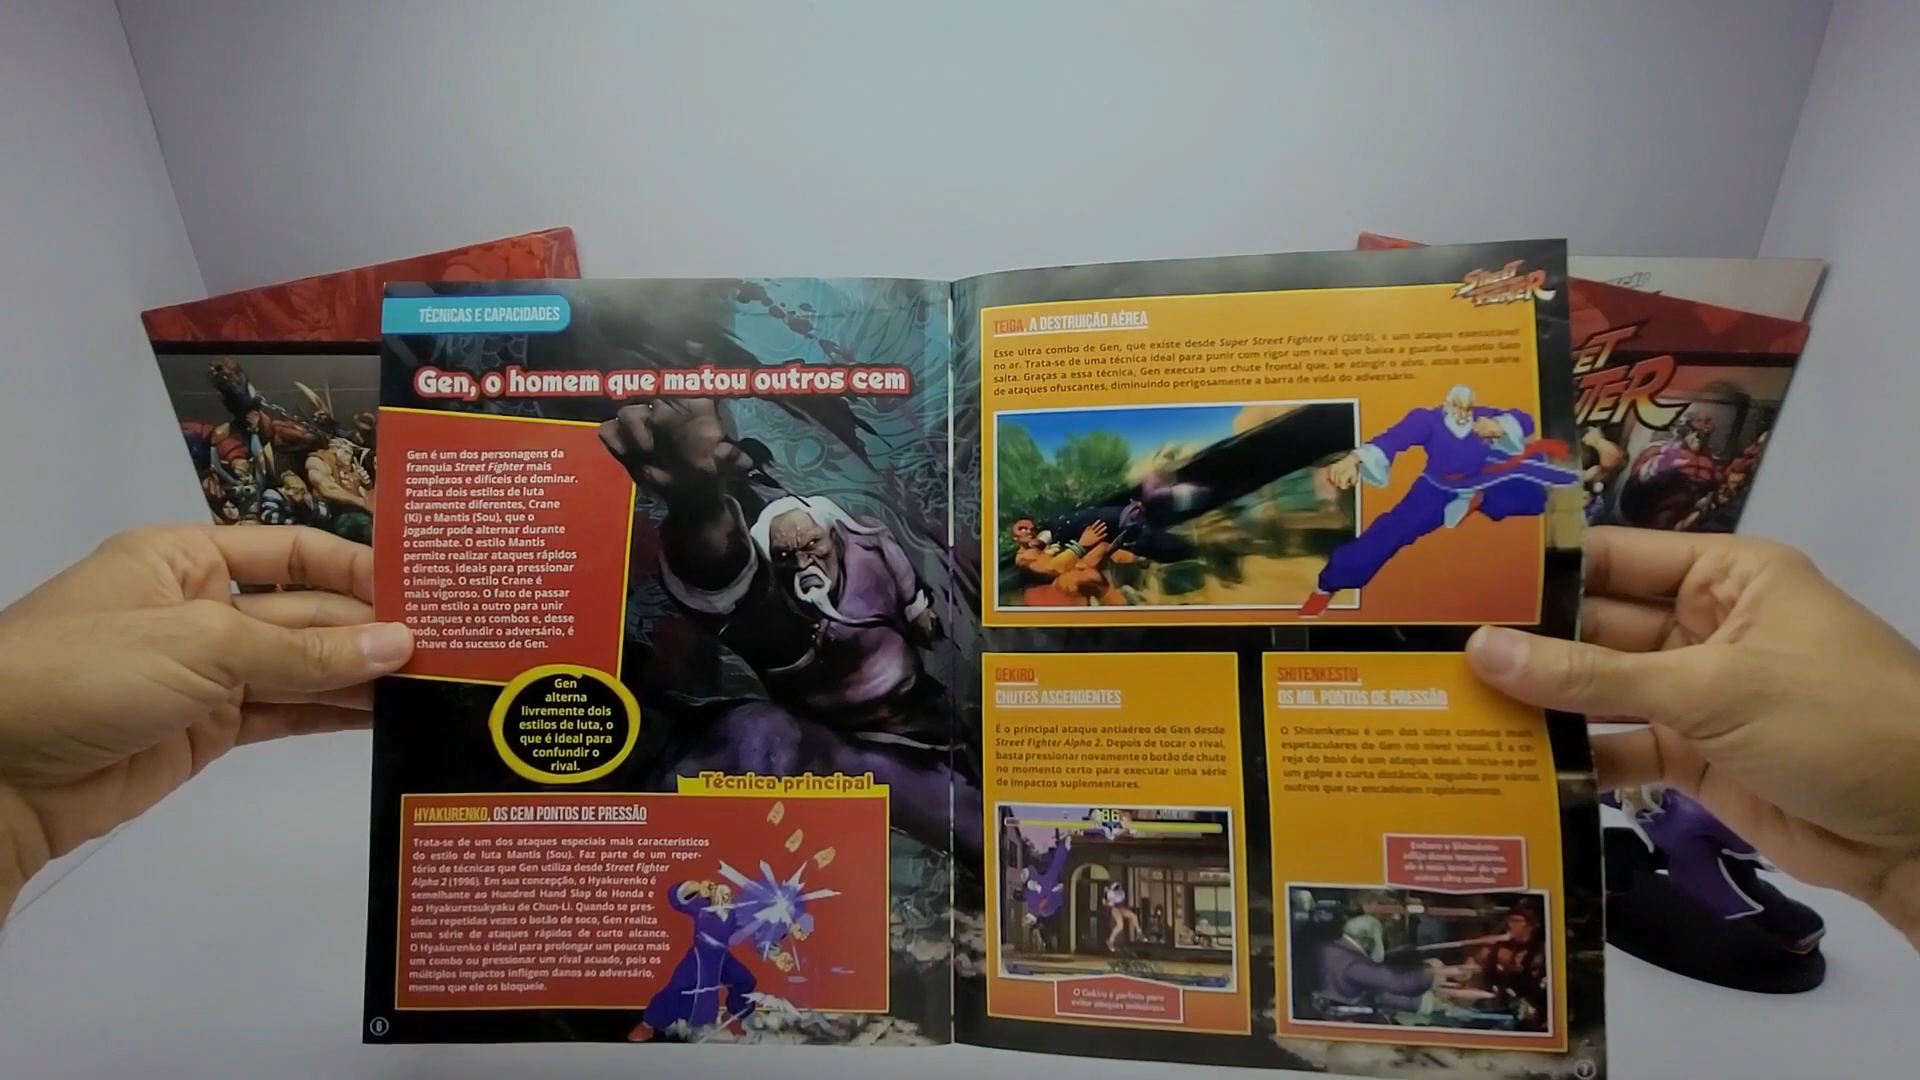 TÉCNICAS E CAPACIDADES
Gen, o homem que matou outros cem
Gen é um dos personagens da
franquia Street Fighter mais
complexos e difíceis de dominar.
Pratica dois estilos de luta
claramente diferentes, Crane
(Ki) e Mantis (Sou), que o
jogador pode alternar durante
o combate. O estilo Mantis
permite realizar ataques rápidos
e diretos, ideais para pressionar
o inimigo. O estilo Crane é
mais vigoroso. O fato de passar
de um estilo a outro para unir
os ataques e os combos e, desse
modo, confundir o adversário, é
chave do sucesso de Gen.
Gen
alterna
livremente dois
estilos de luta, o
que é ideal para
confundir o
rival.
Técnica principal
HYAKURENKO, OS CEM PONTOS DE PRESSÃO
Trata-se de um dos ataques especiais mais característicos
do estilo de luta Mantis (Sou). Faz parte de um reper-
tório de técnicas que Gen utiliza desde Street Fighter
Alpha 2 (1996). Em sua concepção, o Hyakurenko é
semelhante ao Hundred Hand Slap de Honda e
ao Hyakuretsukyaku de Chun-Li. Quando se pres-
siona repetidas vezes o botão de soco, Gen realiza
uma série de ataques rápidos de curto alcance.
O Hyakurenko é ideal para prolongar um pouco mais
um combo ou pressionar um rival acuado, pois os
múltiplos impactos infligem danos ao adversário,
mesmo que ele os bloqueie.
6
STREET
FIGHTER
TEIGA, A DESTRUIÇÃO AÉREA
Esse ultra combo de Gen, que existe desde Super Street Fighter IV (2010), é um ataque executável
no ar. Trata-se de uma técnica ideal para punir com rigor um rival que baixe a guarda quando Gen
salta. Graças a essa técnica, Gen executa um chute frontal que, se atingir o alvo, ativa uma série
de ataques ofuscantes, diminuindo perigosamente a barra de vida do adversário.
GEKIRO,
CHUTES ASCENDENTES
É o principal ataque antiaéreo de Gen desde
Street Fighter Alpha 2. Depois de tocar o rival,
basta pressionar novamente o botão de chute
no momento certo para executar uma série
de impactos suplementares.
86
O Gekiro é perfeito para
evitar ataques
SHITENKESTU,
OS MIL PONTOS DE PRESSÃO
O Shitenketsu é um dos ultra combos mais
espetaculares de Gen no nível visual. É a ce-
reja do bolo de um ataque ideal. Inicia-se por
um golpe a curta distância, seguido por vários
outros que se encadeiam rapidamente.
Embora o Shitenketsu
7